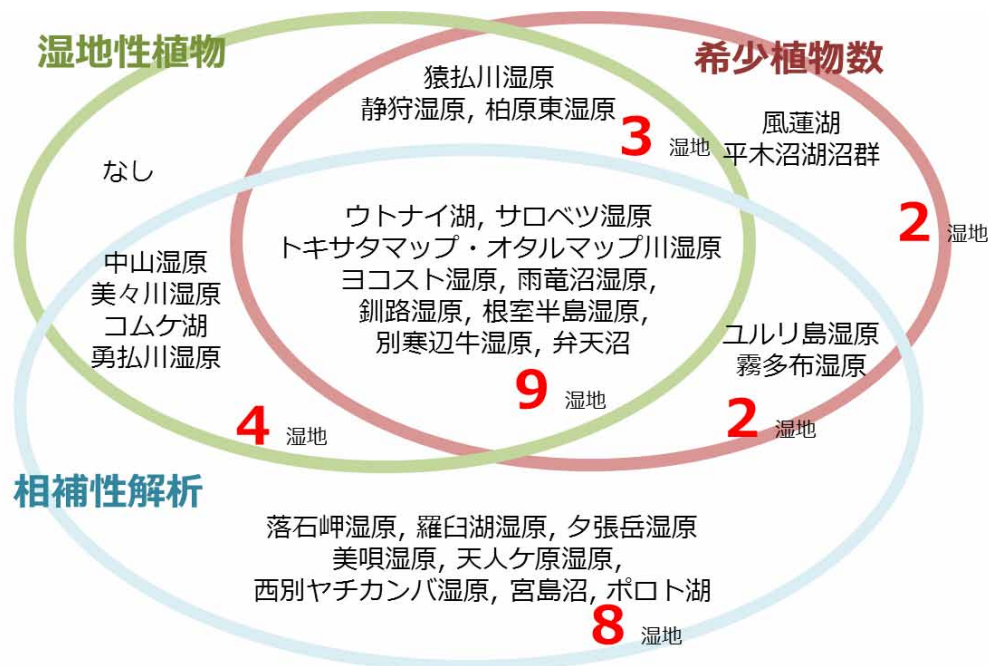 湿地性植物
希少植物数
猿払川湿原
静狩湿原, 柏原東湿原
3 湿地
風蓮湖
平木沼湖沼群
2 湿地
なし
ウトナイ湖, サロベツ湿原
トキサタマップ・オタルマップ川湿原
ヨコスト湿原, 雨竜沼湿原,
釧路湿原, 根室半島湿原,
別寒辺牛湿原, 弁天沼
9 湿地
中山湿原
美々川湿原
コムケ湖
勇払川湿原
4 湿地
ユルリ島湿原
霧多布湿原
2 湿地
相補性解析
落石岬湿原, 羅臼湖湿原, 夕張岳湿原
美唄湿原, 天人ケ原湿原,
西別ヤチカンバ湿原, 宮島沼, ポロト湖
8 湿地